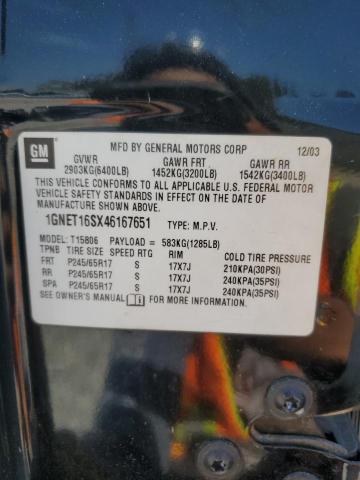 GM
MFD BY GENERAL MOTORS CORP 12/03
GVWR GAWR FRT GAWR RR
2903KG(6400LB) 1452KG(3200LB) 1542KG(3400LB)
THIS VEHICLE CONFORMS TO ALL APPLICABLE U.S. FEDERAL MOTOR
VEHICLE SAFETY STANDARDS IN EFFECT ON THE DATE OF
MANUFACTURE SHOWN ABOVE.
1GNET16SX46167651 TYPE: M.P.V.
MODEL: T15806 PAYLOAD = 583KG(1285LB)
TPNB TIRE SIZE SPEED RTG RIM COLD TIRE PRESSURE
FRT P245/65R17 S 17X7J 210KPA(30PSI)
RR P245/65R17 S 17X7J 240KPA(35PSI)
SPA P245/65R17 S 17X7J 240KPA(35PSI)
SEE OWNER'S MANUAL FOR MORE INFORMATION.